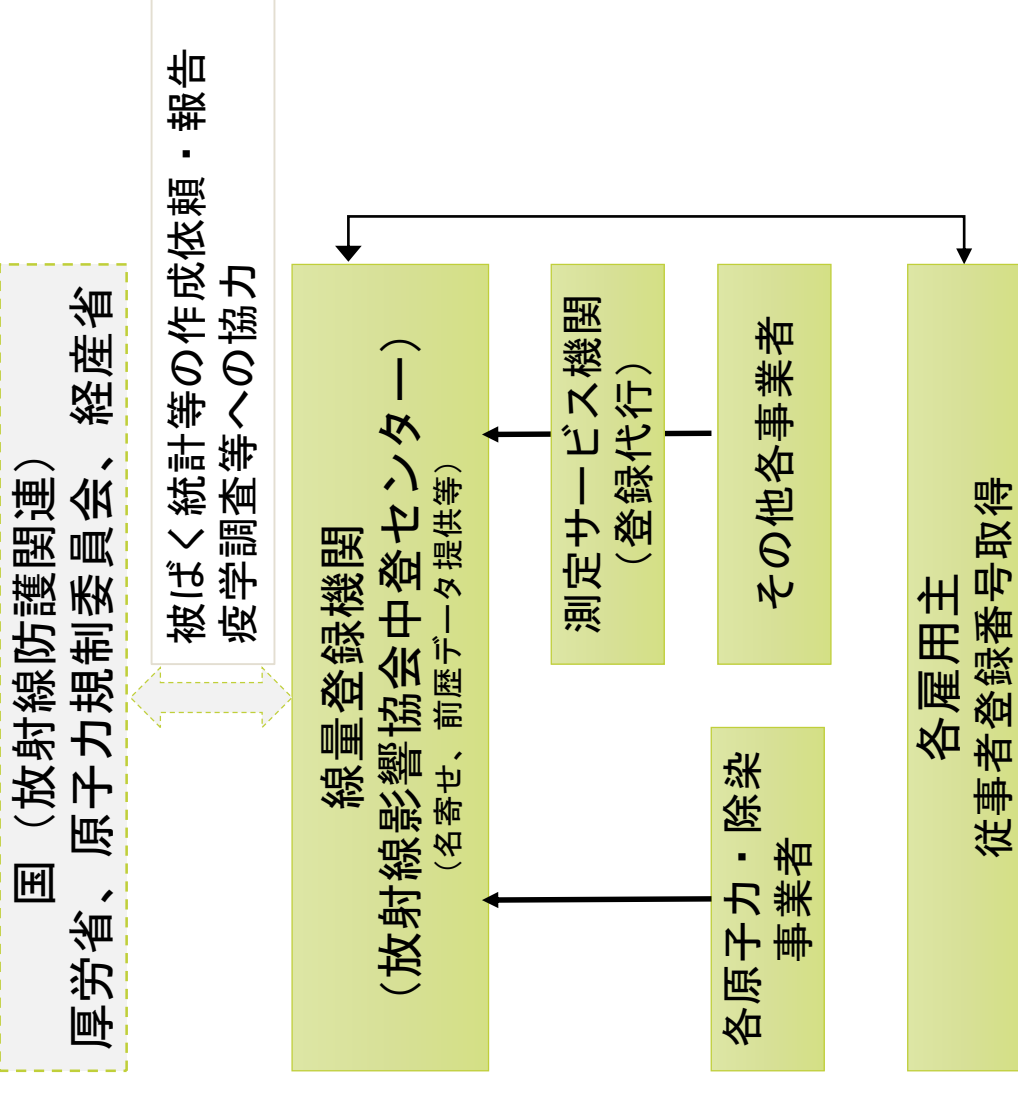 国（放射線防護関連）
厚労省、原子力規制委員会、経産省
被ばく統計等の作成依頼・報告
疫学調査等への協力
線量登録機関
（放射線影響協会中登センター）
（名寄せ、前歴データ提供等）
測定サービス機関
（登録代行）
各原子力・除染
事業者
その他各事業者
各雇用主
従事者登録番号取得